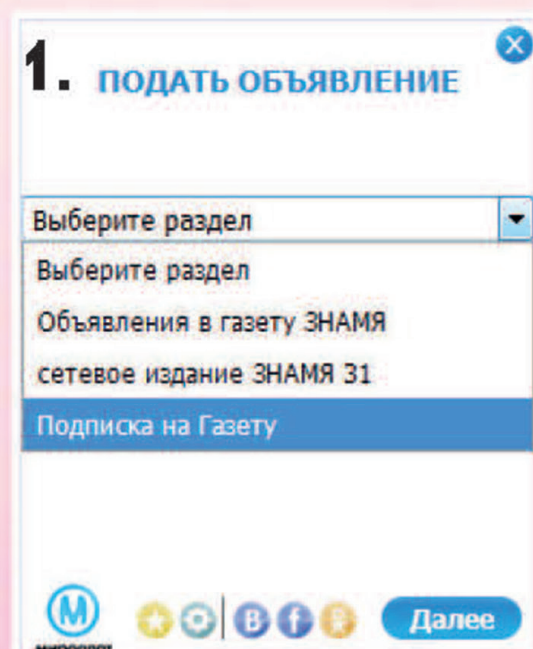 1. ПОДАТЬ ОБЪЯВЛЕНИЕ
Выберите раздел
Выберите раздел
Объявления в газету ЗНАМЯ
сетевое издание ЗНАМЯ 31
Подписка на Газету
Далее